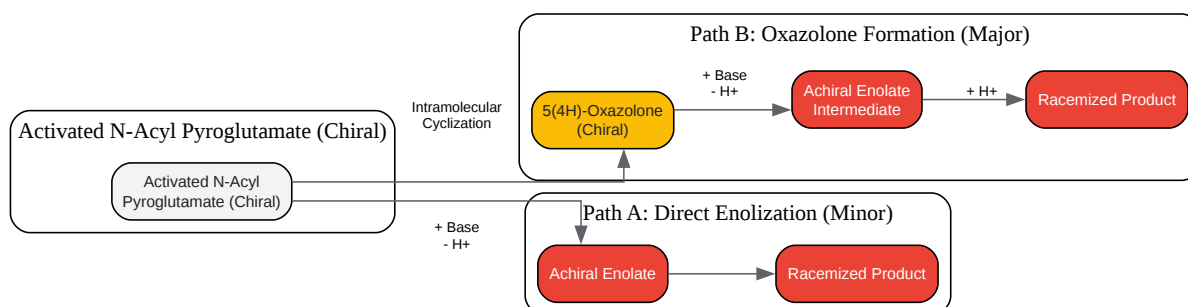 Path B: Oxazolone Formation (Major)
+ Base
- H+
Intramolecular
Cyclization
5(4H)-Oxazolone
(Chiral)
Achiral Enolate
Intermediate
+ H+
Racemized Product
Activated N-Acyl Pyroglutamate (Chiral)
Activated N-Acyl
Pyroglutamate (Chiral)
Path A: Direct Enolization (Minor)
+ Base
- H+
Achiral Enolate
Racemized Product